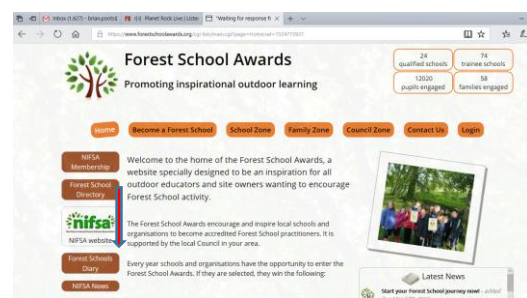 Inbox (1,627) - brian.poots
Planet Rock Live | Listen
Waiting for response fr
https://www.forestschoolawards.org
Forest School Awards
Promoting inspirational outdoor learning
24
qualified schools
74
trainee schools
12020
pupils engaged
58
families engaged
Home
Become a Forest School
School Zone
Family Zone
Council Zone
Contact Us
Login
NIFSA
Membership
Forest School
Directory
nifsa
NIFSA website
Forest Schools
Diary
NIFSA News
Welcome to the home of the Forest School Awards, a
website specially designed to be an inspiration for all
outdoor educators and site owners wanting to encourage
Forest School activity.
The Forest School Awards encourage and inspire local schools and
organisations to become accredited Forest School practitioners. It is
supported by the local Council in your area.
Every year schools and organisations have the opportunity to enter the
Forest School Awards. If they are selected, they win the following:
Latest News
Start your Forest School journey now! - added